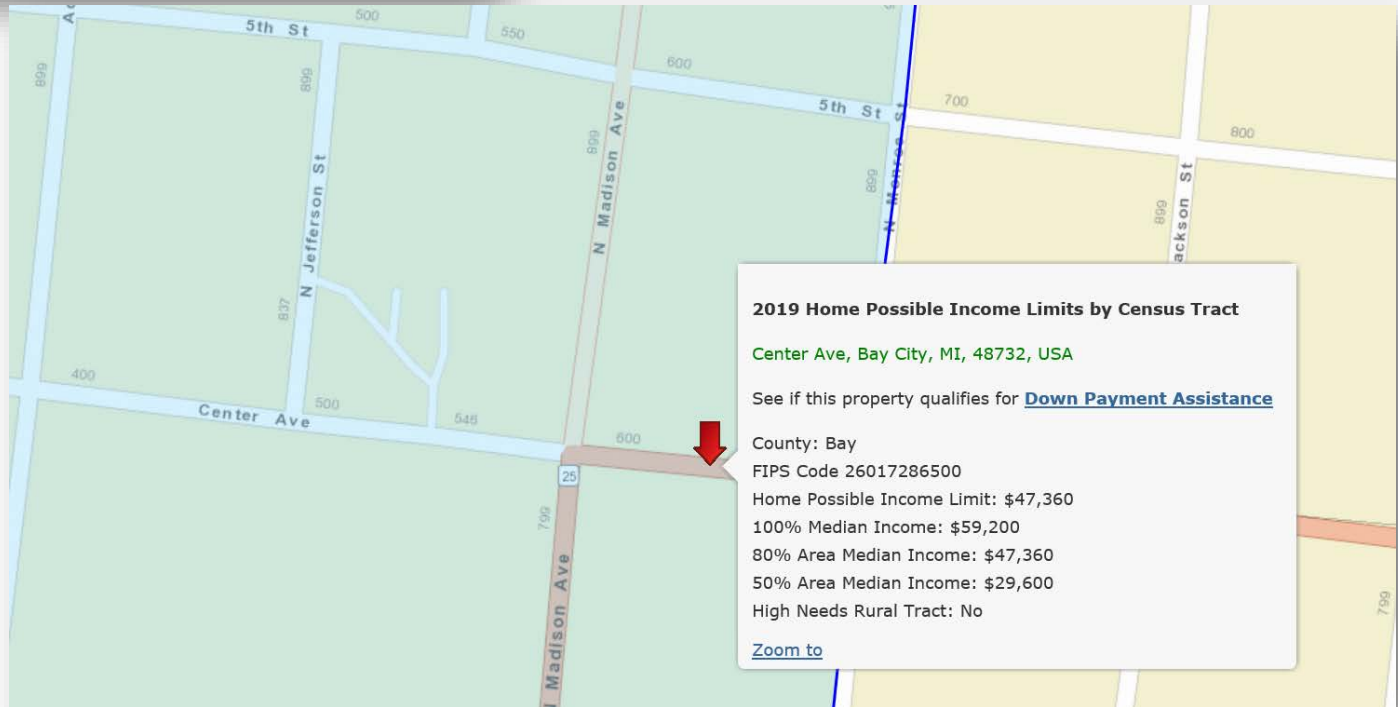 500
5th St
550
600
5th St
700
800
899
899
899
899
899
N Jefferson St
N Madison Ave
N Monroe St
ackson St
837
400
Center Ave
500
546
600
25
799
Madison Ave
799
2019 Home Possible Income Limits by Census Tract
Center Ave, Bay City, MI, 48732, USA
See if this property qualifies for Down Payment Assistance
County: Bay
FIPS Code 26017286500
Home Possible Income Limit: $47,360
100% Median Income: $59,200
80% Area Median Income: $47,360
50% Area Median Income: $29,600
High Needs Rural Tract: No
Zoom to